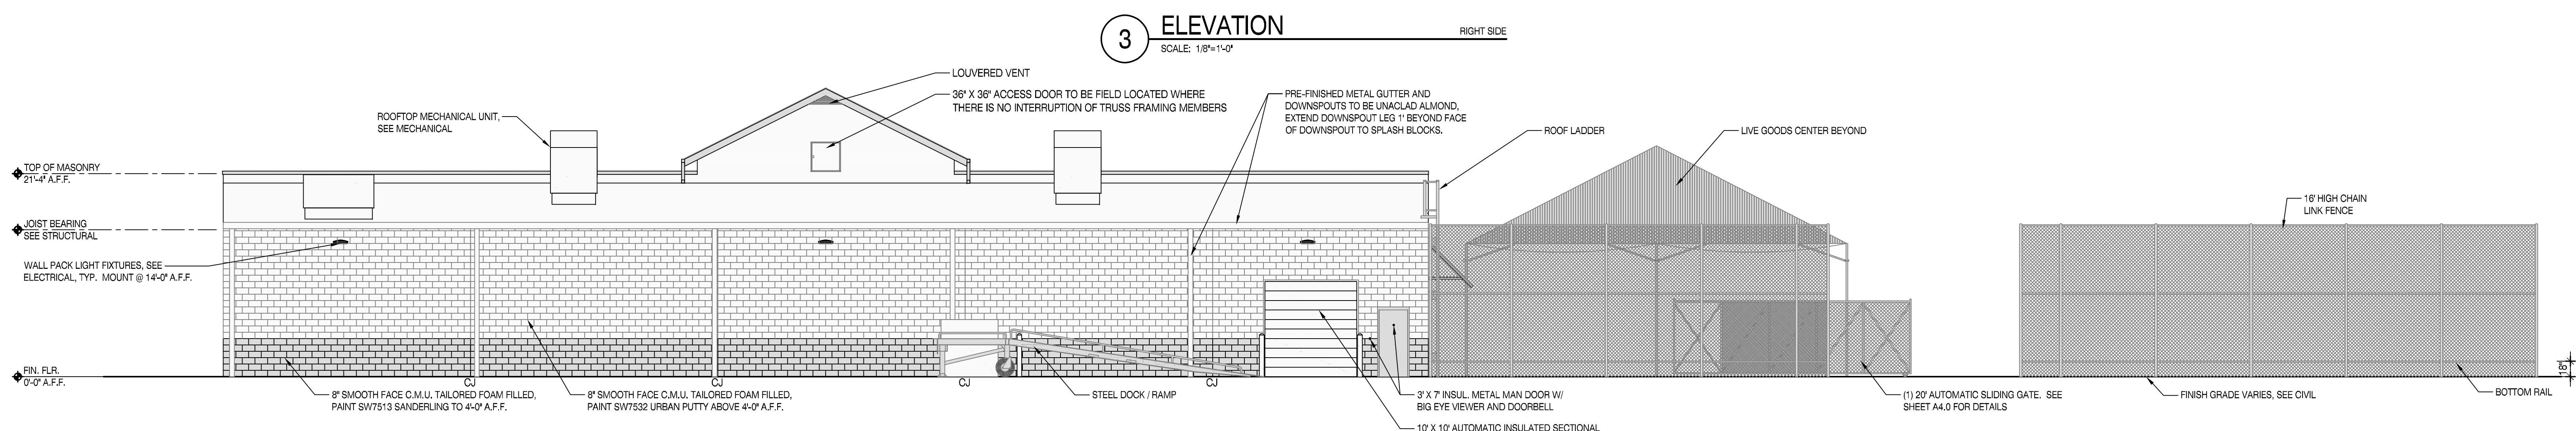 3
ELEVATION
RIGHT SIDE
SCALE: 1/8"=1'-0"
LOUVERED VENT
36" X 36" ACCESS DOOR TO BE FIELD LOCATED WHERE
THERE IS NO INTERRUPTION OF TRUSS FRAMING MEMBERS
PRE-FINISHED METAL GUTTER AND
DOWNSPOUTS TO BE UNACLAD ALMOND,
EXTEND DOWNSPOUT LEG 1' BEYOND FACE
OF DOWNSPOUT TO SPLASH BLOCKS.
ROOFTOP MECHANICAL UNIT,
SEE MECHANICAL
ROOF LADDER
LIVE GOODS CENTER BEYOND
TOP OF MASONRY
21'-4" A.F.F.
16' HIGH CHAIN
LINK FENCE
JOIST BEARING
SEE STRUCTURAL
WALL PACK LIGHT FIXTURES, SEE
ELECTRICAL, TYP. MOUNT @ 14'-0" A.F.F.
FIN. FLR.
0'-0" A.F.F.
18"
CJ
CJ
CJ
CJ
8" SMOOTH FACE C.M.U. TAILORED FOAM FILLED,
PAINT SW7513 SANDERLING TO 4'-0" A.F.F.
8" SMOOTH FACE C.M.U. TAILORED FOAM FILLED,
PAINT SW7532 URBAN PUTTY ABOVE 4'-0" A.F.F.
STEEL DOCK / RAMP
3' X 7' INSUL. METAL MAN DOOR W/
BIG EYE VIEWER AND DOORBELL
10' X 10' AUTOMATIC INSULATED SECTIONAL
(1) 20' AUTOMATIC SLIDING GATE. SEE
SHEET A4.0 FOR DETAILS
FINISH GRADE VARIES, SEE CIVIL
BOTTOM RAIL